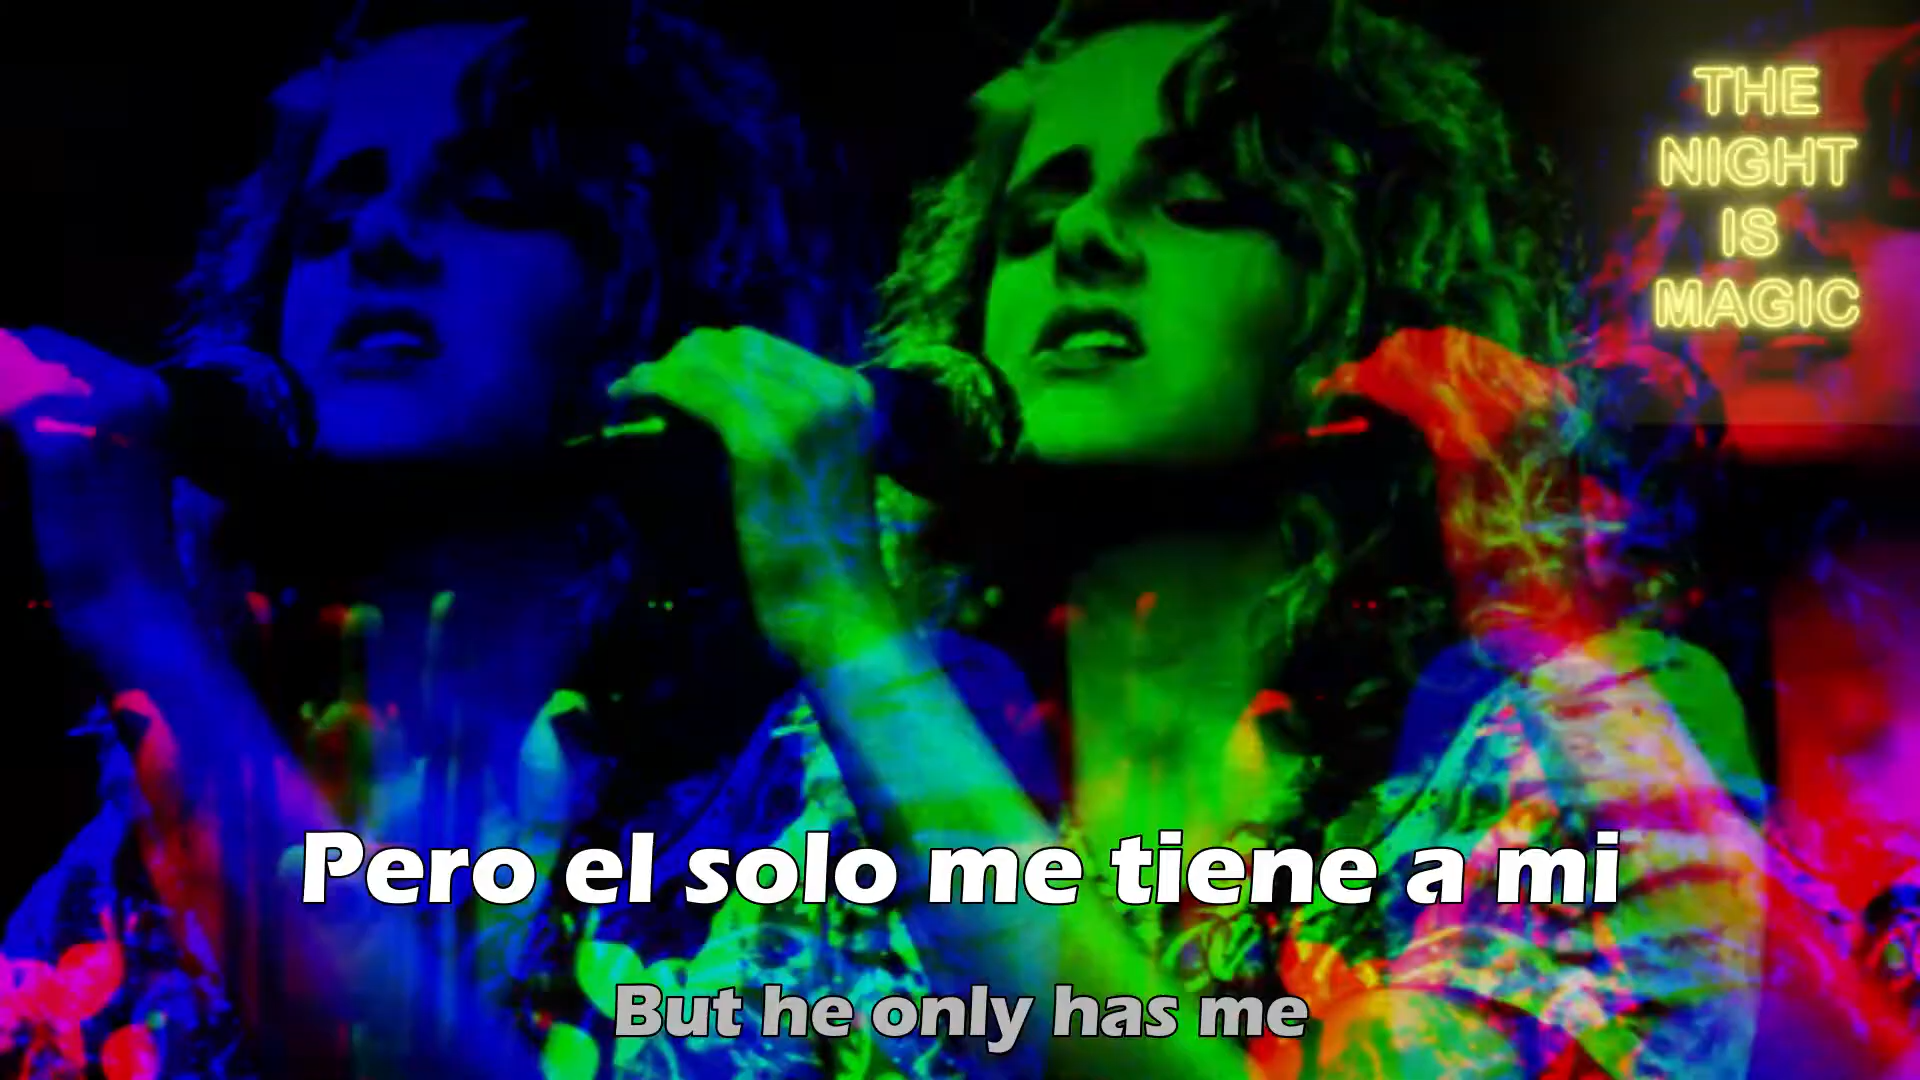 THE
NIGHT
IS
MAGIC
Pero el solo me tiene a mi
But he only has me